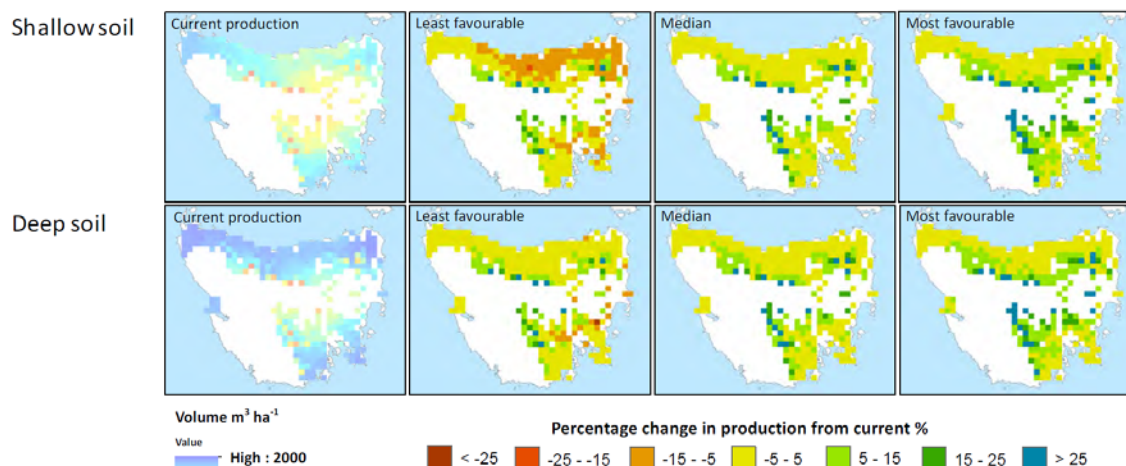 Shallow soil
Current production
Least favourable
Median
Most favourable
Deep soil
Current production
Least favourable
Median
Most favourable
Volume m³ ha⁻¹
Value
High : 2000
Percentage change in production from current %
< -25
-25 - -15
-15 - -5
-5 - 5
5 - 15
15 - 25
> 25